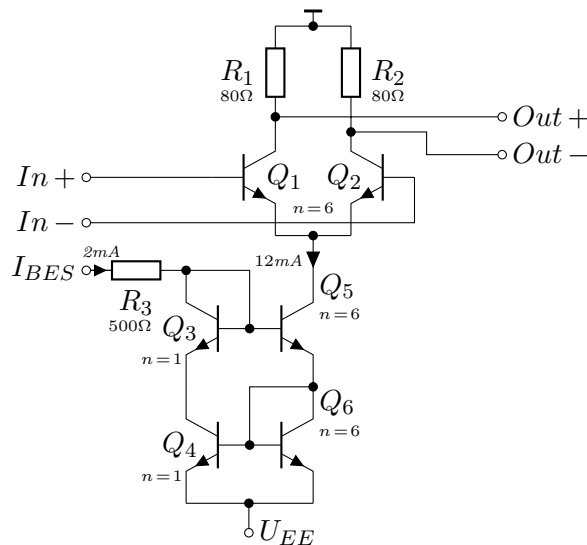 R1
80Ω
R2
80Ω
Out+
Out−
In+
Q1
Q2
n=6
In−
2mA
IBES
12mA
R3
500Ω
Q5
n=6
Q3
n=1
Q6
n=6
Q4
n=1
UEE